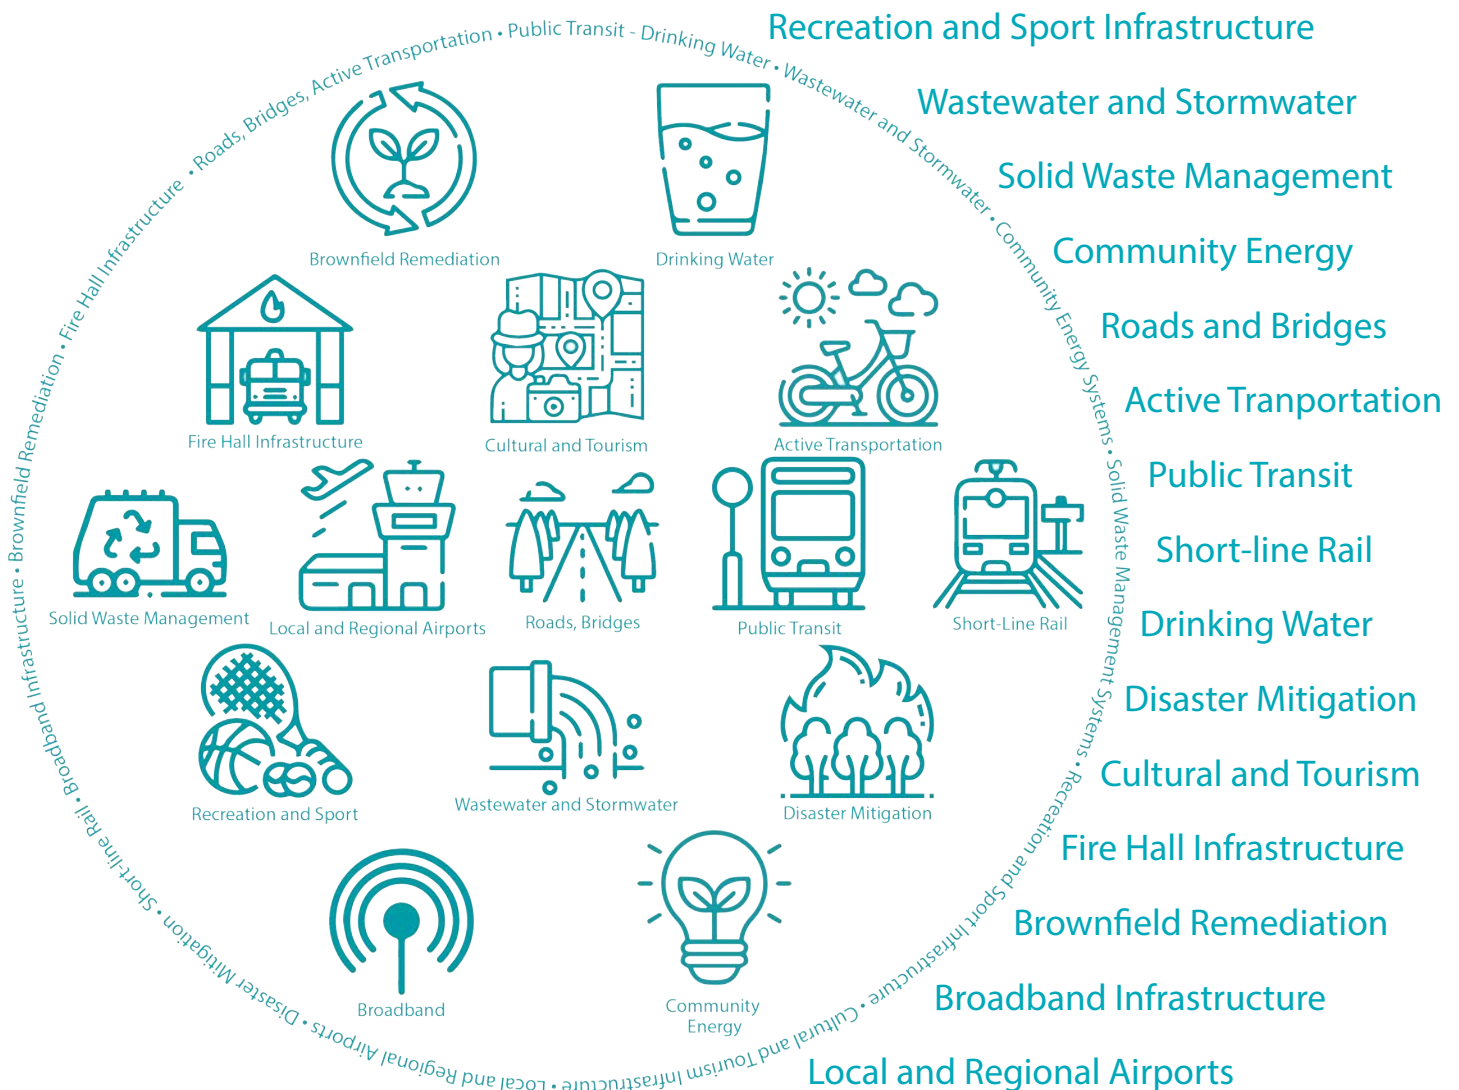 Roads, Bridges, Active Transportation • Public Transit - Drinking Water • Wastewater and Stormwater • Community Energy Systems • Solid Waste Management Systems • Recreation and Sport Infrastructure • Cultural and Tourism Infrastructure • Local and Regional Airports • Disaster Mitigation • Short-line Rail • Broadband Infrastructure • Brownfield Remediation • Fire Hall Infrastructure •
Brownfield Remediation
Drinking Water
Fire Hall Infrastructure
Cultural and Tourism
Active Transportation
Solid Waste Management
Local and Regional Airports
Roads, Bridges
Public Transit
Short-Line Rail
Recreation and Sport
Wastewater and Stormwater
Disaster Mitigation
Broadband
Community
Energy
Recreation and Sport Infrastructure
Wastewater and Stormwater
Solid Waste Management
Community Energy
Roads and Bridges
Active Tranportation
Public Transit
Short-line Rail
Drinking Water
Disaster Mitigation
Cultural and Tourism
Fire Hall Infrastructure
Brownfield Remediation
Broadband Infrastructure
Local and Regional Airports